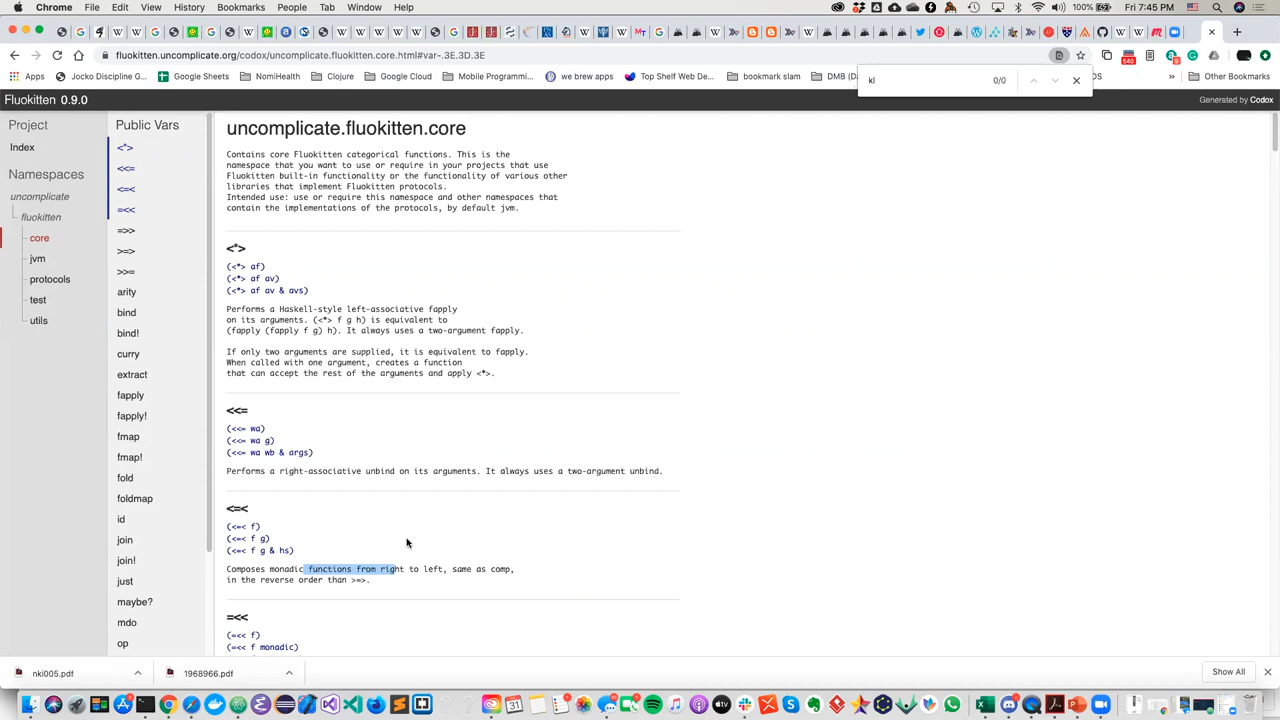 Chrome File Edit View History Bookmarks People Tab Window Help 100% Fri 7:45 PM
fluokitten.uncomplicate.org/codox/uncomplicate.fluokitten.core.html#var-.3E.3D.3E
Apps Jocko Discipline G... Google Sheets NomiHealth Clojure Google Cloud Mobile Programmi... we brew apps Top Shelf Web De... bookmark slam DMB (D Other Bookmarks
kl 0/0
Fluokitten 0.9.0
Generated by Codox
Project
Index
Namespaces
uncomplicate
fluokitten
core
jvm
protocols
test
utils
Public Vars
<*>
<<=
<=<
=<<
=>>
>=>
>>=
arity
bind
bind!
curry
extract
fapply
fapply!
fmap
fmap!
fold
foldmap
id
join
join!
just
maybe?
mdo
op
uncomplicate.fluokitten.core
Contains core Fluokitten categorical functions. This is the
namespace that you want to use or require in your projects that use
Fluokitten built-in functionality or the functionality of various other
libraries that implement Fluokitten protocols.
Intended use: use or require this namespace and other namespaces that
contain the implementations of the protocols, by default jvm.
<*>
(<*> af)
(<*> af av)
(<*> af av & avs)
Performs a Haskell-style left-associative fapply
on its arguments. (<*> f g h) is equivalent to
(fapply (fapply f g) h). It always uses a two-argument fapply.
If only two arguments are supplied, it is equivalent to fapply.
When called with one argument, creates a function
that can accept the rest of the arguments and apply <*>.
<<=
(<<= wa)
(<<= wa g)
(<<= wa wb & args)
Performs a right-associative unbind on its arguments. It always uses a two-argument unbind.
<=<
(<=< f)
(<=< f g)
(<=< f g & hs)
Composes monadic functions from right to left, same as comp,
in the reverse order than >=>.
=<<
(=<< f)
(=<< f monadic)
nki005.pdf
1968966.pdf
Show All